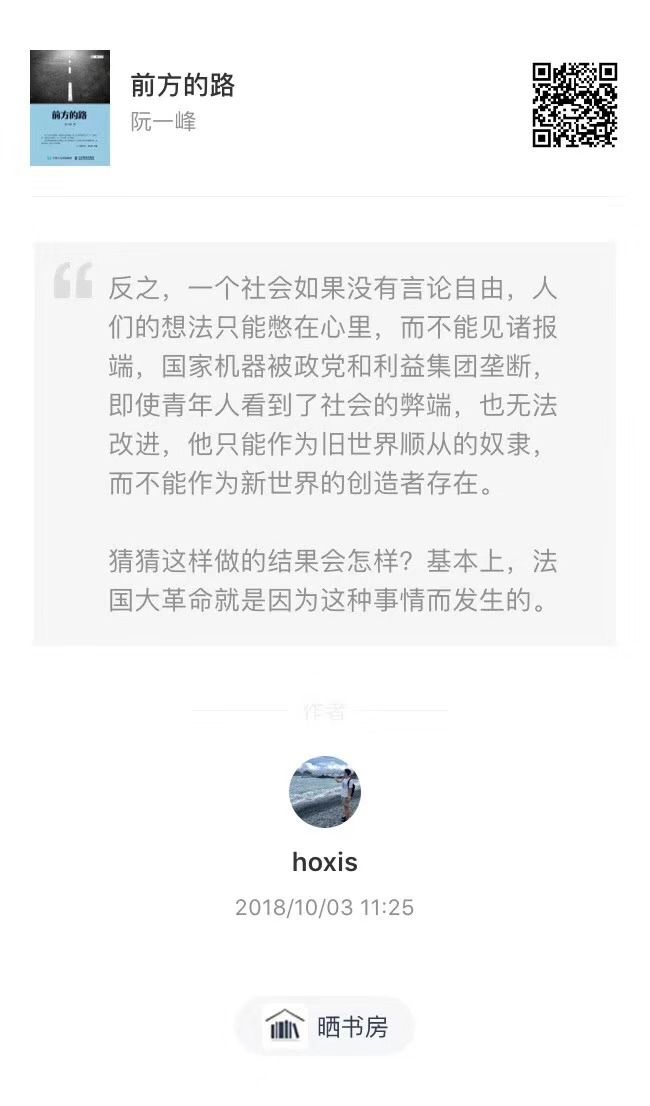 前方的路
阮一峰
前方的路
反之，一个社会如果没有言论自由，人
们的想法只能憋在心里，而不能见诸报
端，国家机器被政党和利益集团垄断，
即使青年人看到了社会的弊端，也无法
改进，他只能作为旧世界顺从的奴隶，
而不能作为新世界的创造者存在。
猜猜这样做的结果会怎样？基本上，法
国大革命就是因为这种事情而发生的。
作者
hoxis
2018/10/03 11:25
晒书房